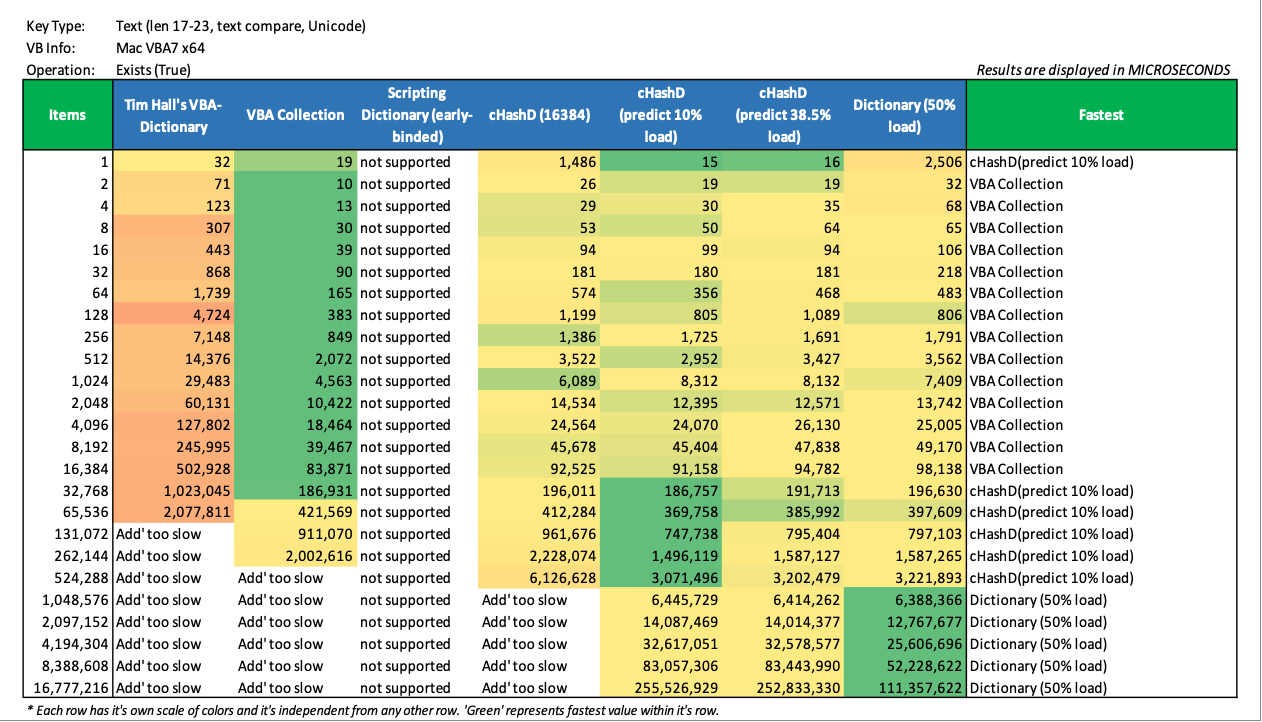 Key Type: Text (len 17-23, text compare, Unicode)
VB Info: Mac VBA7 x64
Operation: Exists (True) Results are displayed in MICROSECONDS
Items Tim Hall's VBA-Dictionary VBA Collection Scripting Dictionary (early-binded) cHashD (16384) cHashD (predict 10% load) cHashD (predict 38.5% load) Dictionary (50% load) Fastest
1 32 19 not supported 1,486 15 16 2,506 cHashD(predict 10% load)
2 71 10 not supported 26 19 19 32 VBA Collection
4 123 13 not supported 29 30 35 68 VBA Collection
8 307 30 not supported 53 50 64 65 VBA Collection
16 443 39 not supported 94 99 94 106 VBA Collection
32 868 90 not supported 181 180 181 218 VBA Collection
64 1,739 165 not supported 574 356 468 483 VBA Collection
128 4,724 383 not supported 1,199 805 1,089 806 VBA Collection
256 7,148 849 not supported 1,386 1,725 1,691 1,791 VBA Collection
512 14,376 2,072 not supported 3,522 2,952 3,427 3,562 VBA Collection
1,024 29,483 4,563 not supported 6,089 8,312 8,132 7,409 VBA Collection
2,048 60,131 10,422 not supported 14,534 12,395 12,571 13,742 VBA Collection
4,096 127,802 18,464 not supported 24,564 24,070 26,130 25,005 VBA Collection
8,192 245,995 39,467 not supported 45,678 45,404 47,838 49,170 VBA Collection
16,384 502,928 83,871 not supported 92,525 91,158 94,782 98,138 VBA Collection
32,768 1,023,045 186,931 not supported 196,011 186,757 191,713 196,630 cHashD(predict 10% load)
65,536 2,077,811 421,569 not supported 412,284 369,758 385,992 397,609 cHashD(predict 10% load)
131,072 Add' too slow 911,070 not supported 961,676 747,738 795,404 797,103 cHashD(predict 10% load)
262,144 Add' too slow 2,002,616 not supported 2,228,074 1,496,119 1,587,127 1,587,265 cHashD(predict 10% load)
524,288 Add' too slow Add' too slow not supported 6,126,628 3,071,496 3,202,479 3,221,893 cHashD(predict 10% load)
1,048,576 Add' too slow Add' too slow not supported Add' too slow 6,445,729 6,414,262 6,388,366 Dictionary (50% load)
2,097,152 Add' too slow Add' too slow not supported Add' too slow 14,087,469 14,014,377 12,767,677 Dictionary (50% load)
4,194,304 Add' too slow Add' too slow not supported Add' too slow 32,617,051 32,578,577 25,606,696 Dictionary (50% load)
8,388,608 Add' too slow Add' too slow not supported Add' too slow 83,057,306 83,443,990 52,228,622 Dictionary (50% load)
16,777,216 Add' too slow Add' too slow not supported Add' too slow 255,526,929 252,833,330 111,357,622 Dictionary (50% load)
* Each row has it's own scale of colors and it's independent from any other row. 'Green' represents fastest value within it's row.